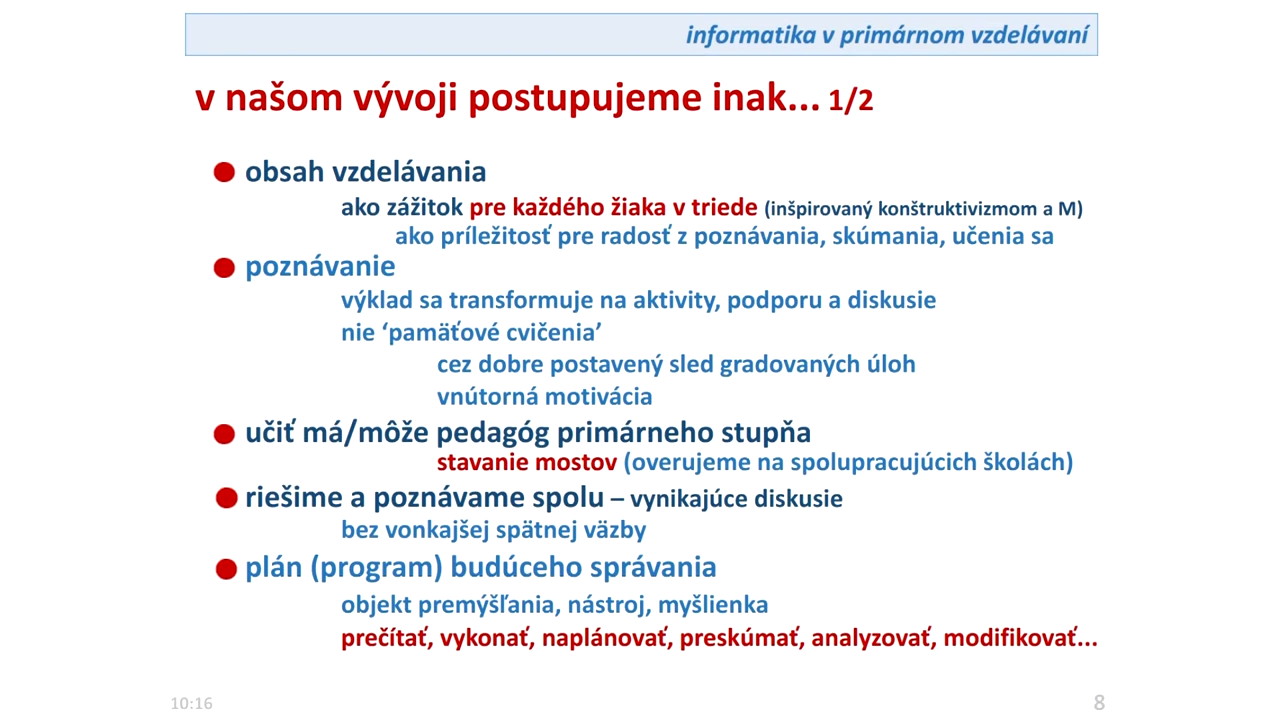 informatika v primárnom vzdelávaní
v našom vývoji postupujeme inak... 1/2
obsah vzdelávania
ako zážitok pre každého žiaka v triede (inšpirovaný konštruktivizmom a M)
ako príležitosť pre radosť z poznávania, skúmania, učenia sa
poznávanie
výklad sa transformuje na aktivity, podporu a diskusie
nie ‘pamäťové cvičenia’
cez dobre postavený sled gradovaných úloh
vnútorná motivácia
učiť má/môže pedagóg primárneho stupňa
stavanie mostov (overujeme na spolupracujúcich školách)
riešime a poznávame spolu – vynikajúce diskusie
bez vonkajšej spätnej väzby
plán (program) budúceho správania
objekt premýšľania, nástroj, myšlienka
prečítať, vykonať, naplánovať, preskúmať, analyzovať, modifikovať...
10:16
8